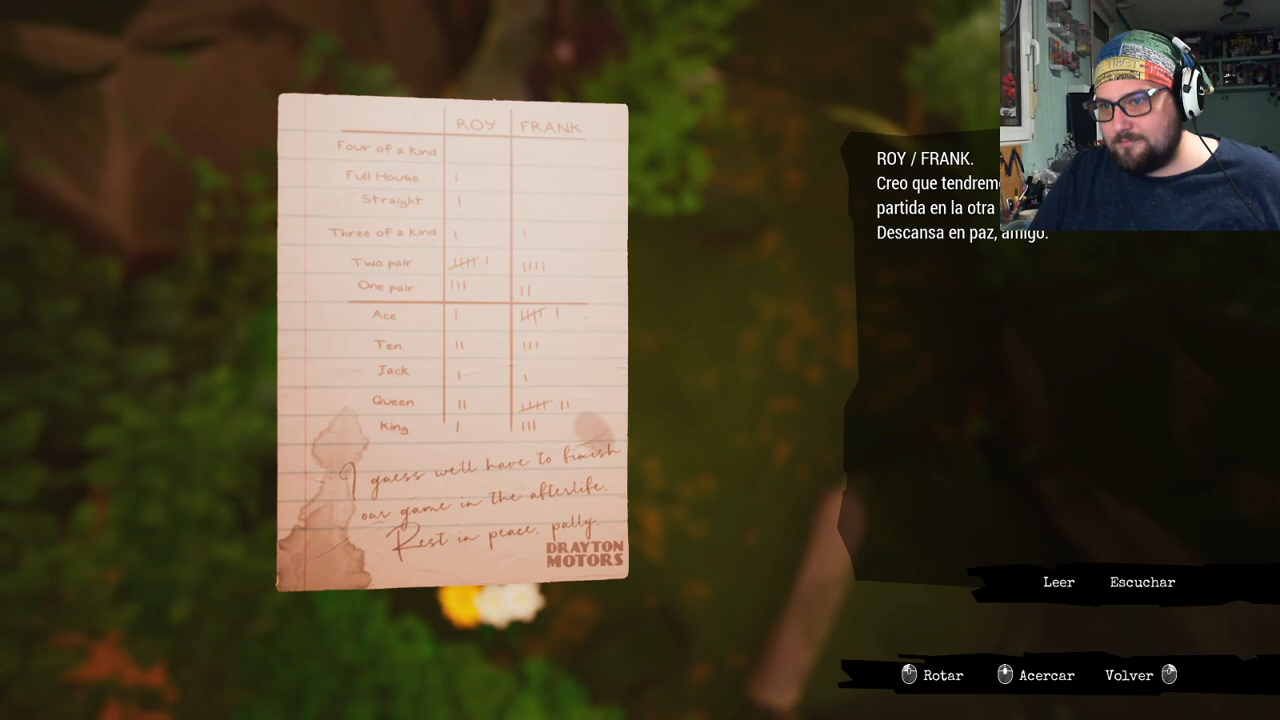 ROY FRANK
Four of a kind
Full House
Straight
Three of a kind
Two pair
One pair
Ace
Ten
Jack
Queen
King
I guess we'll have to finish
our game in the afterlife.
Rest in peace, pally.
DRAYTON
MOTORS
ROY / FRANK.
Creo que tendrem
partida en la otra
Descansa en paz, amigo.
Leer Escuchar
Rotar Acercar Volver